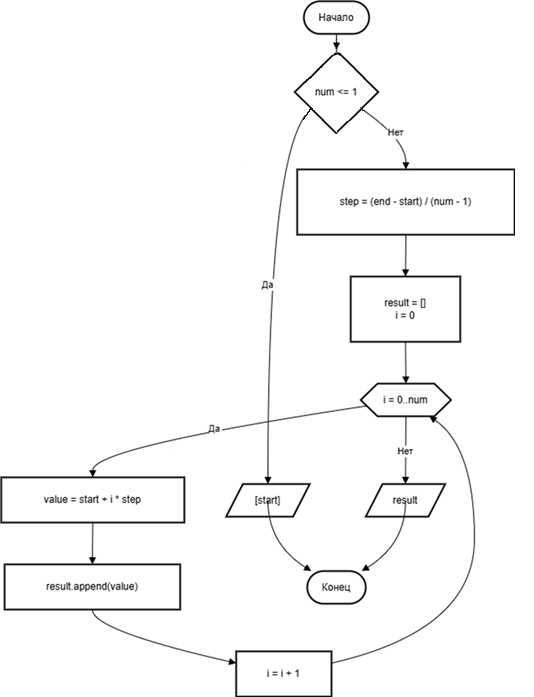 Начало
num <= 1
Нет
step = (end - start) / (num - 1)
Да
result = []
i = 0
i = 0..num
Да
Нет
value = start + i * step
[start]
result
result.append(value)
Конец
i = i + 1